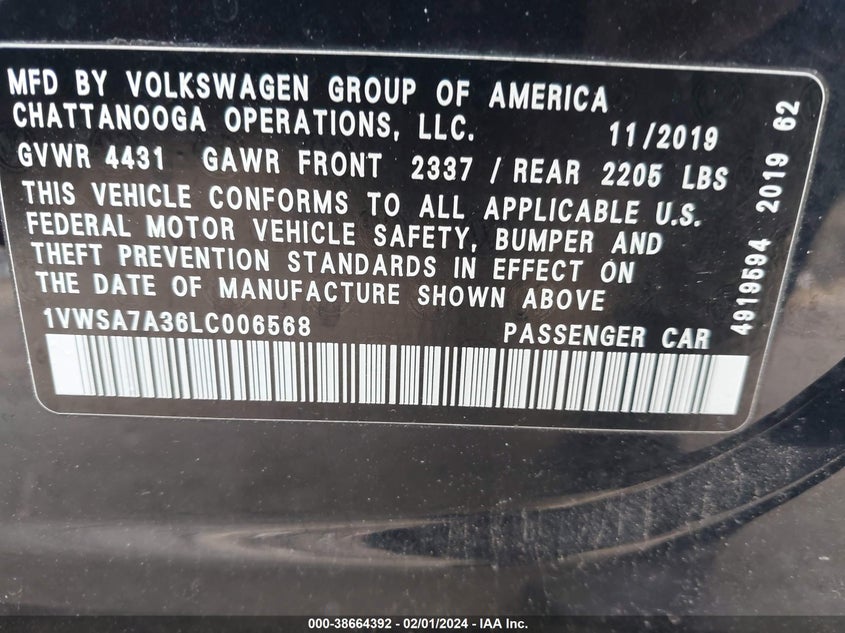 MFD BY VOLKSWAGEN GROUP OF AMERICA
CHATTANOOGA OPERATIONS, LLC. 11/2019
GVWR 4431 GAWR FRONT 2337 / REAR 2205 LBS
THIS VEHICLE CONFORMS TO ALL APPLICABLE U.S.
FEDERAL MOTOR VEHICLE SAFETY, BUMPER AND
THEFT PREVENTION STANDARDS IN EFFECT ON
THE DATE OF MANUFACTURE SHOWN ABOVE
1VWSA7A36LC006568 PASSENGER CAR
4919594 2019 62
000-38664392 - 02/01/2024 - IAA Inc.